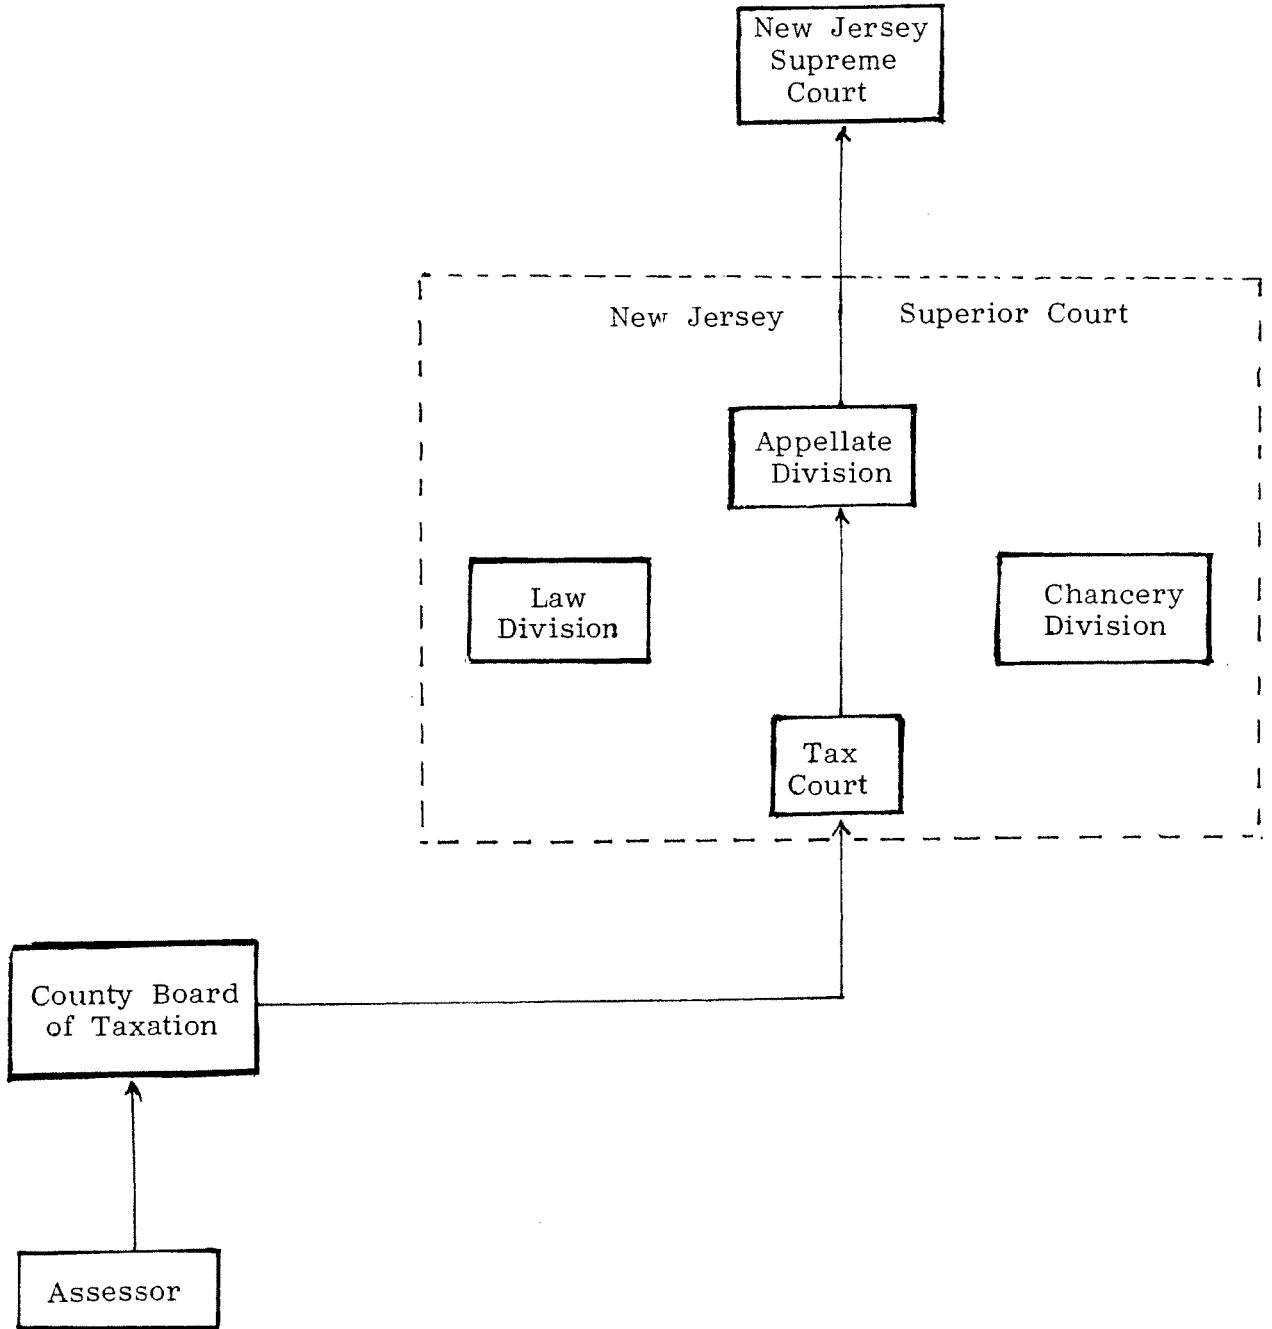 New Jersey
Supreme
Court
New Jersey Superior Court
Appellate
Division
Law
Division
Chancery
Division
Tax
Court
County Board
of Taxation
Assessor